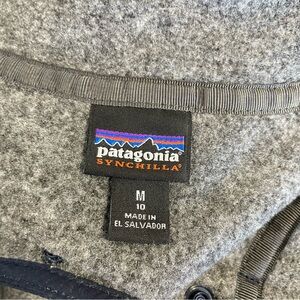 patagonia®
SYNCHILLA®
M
10
MADE IN
EL SALVADOR